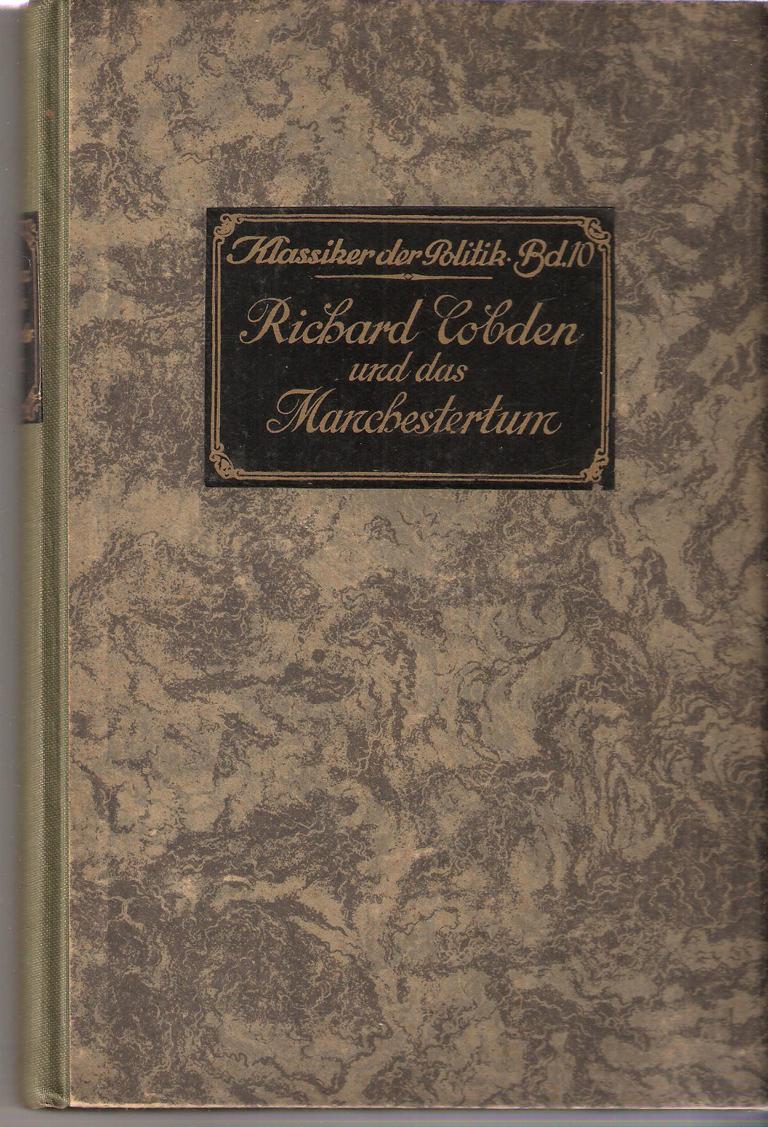 Klassiker der Politik. Bd. 10
Richard Cobden
und das
Manchestertum